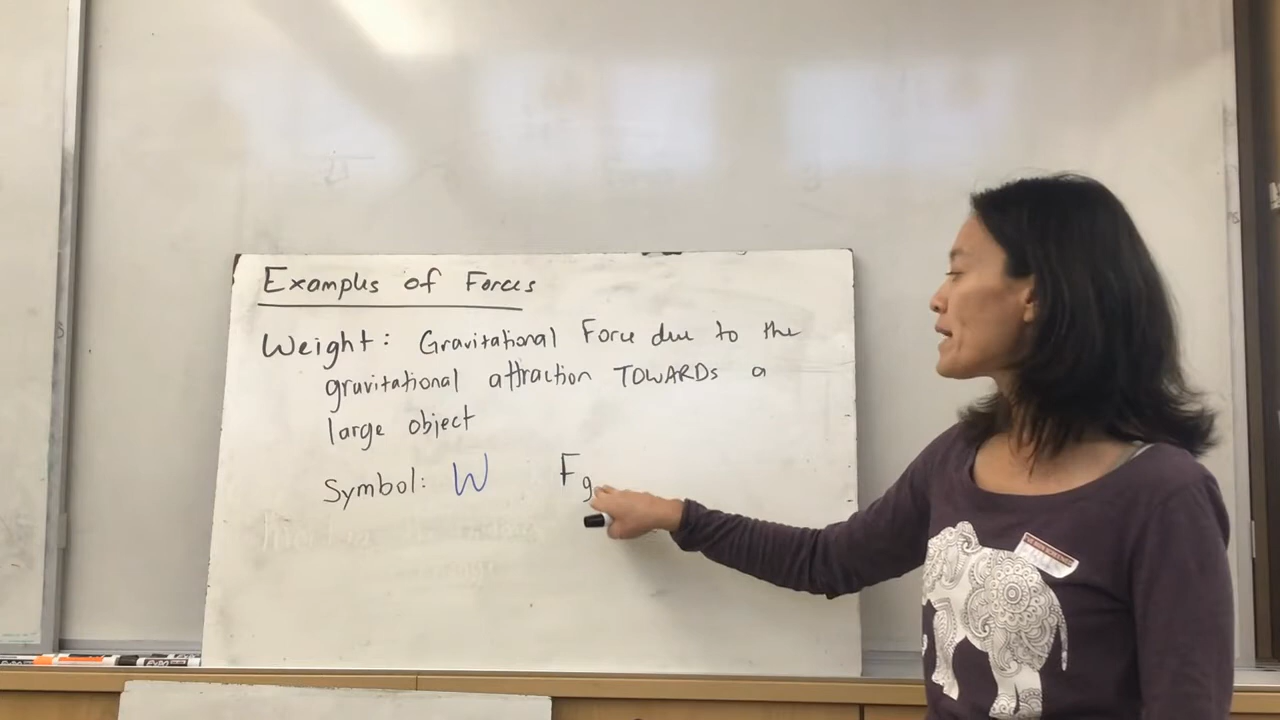 Examples of Forces
Weight: Gravitational Force due to the
gravitational attraction TOWARDs a
large object
Symbol: W Fg